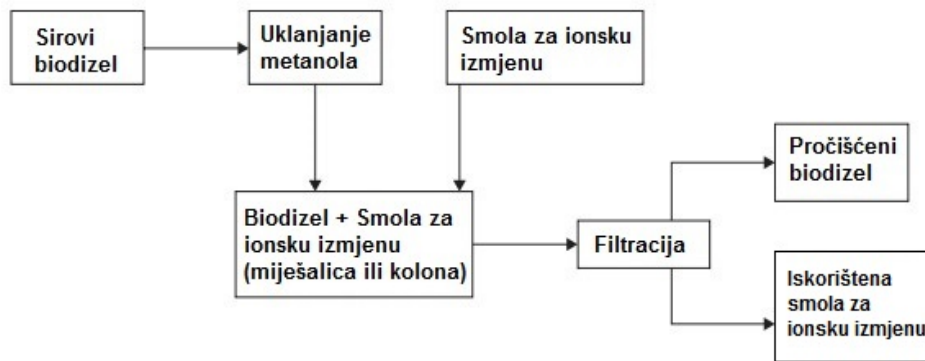 Sirovi
biodizel
Uklanjanje
metanola
Smola za ionsku
izmjenu
Biodizel + Smola za
ionsku izmjenu
(miješalica ili kolona)
Filtracija
Pročišćeni
biodizel
Iskorištena
smola za
ionsku izmjenu